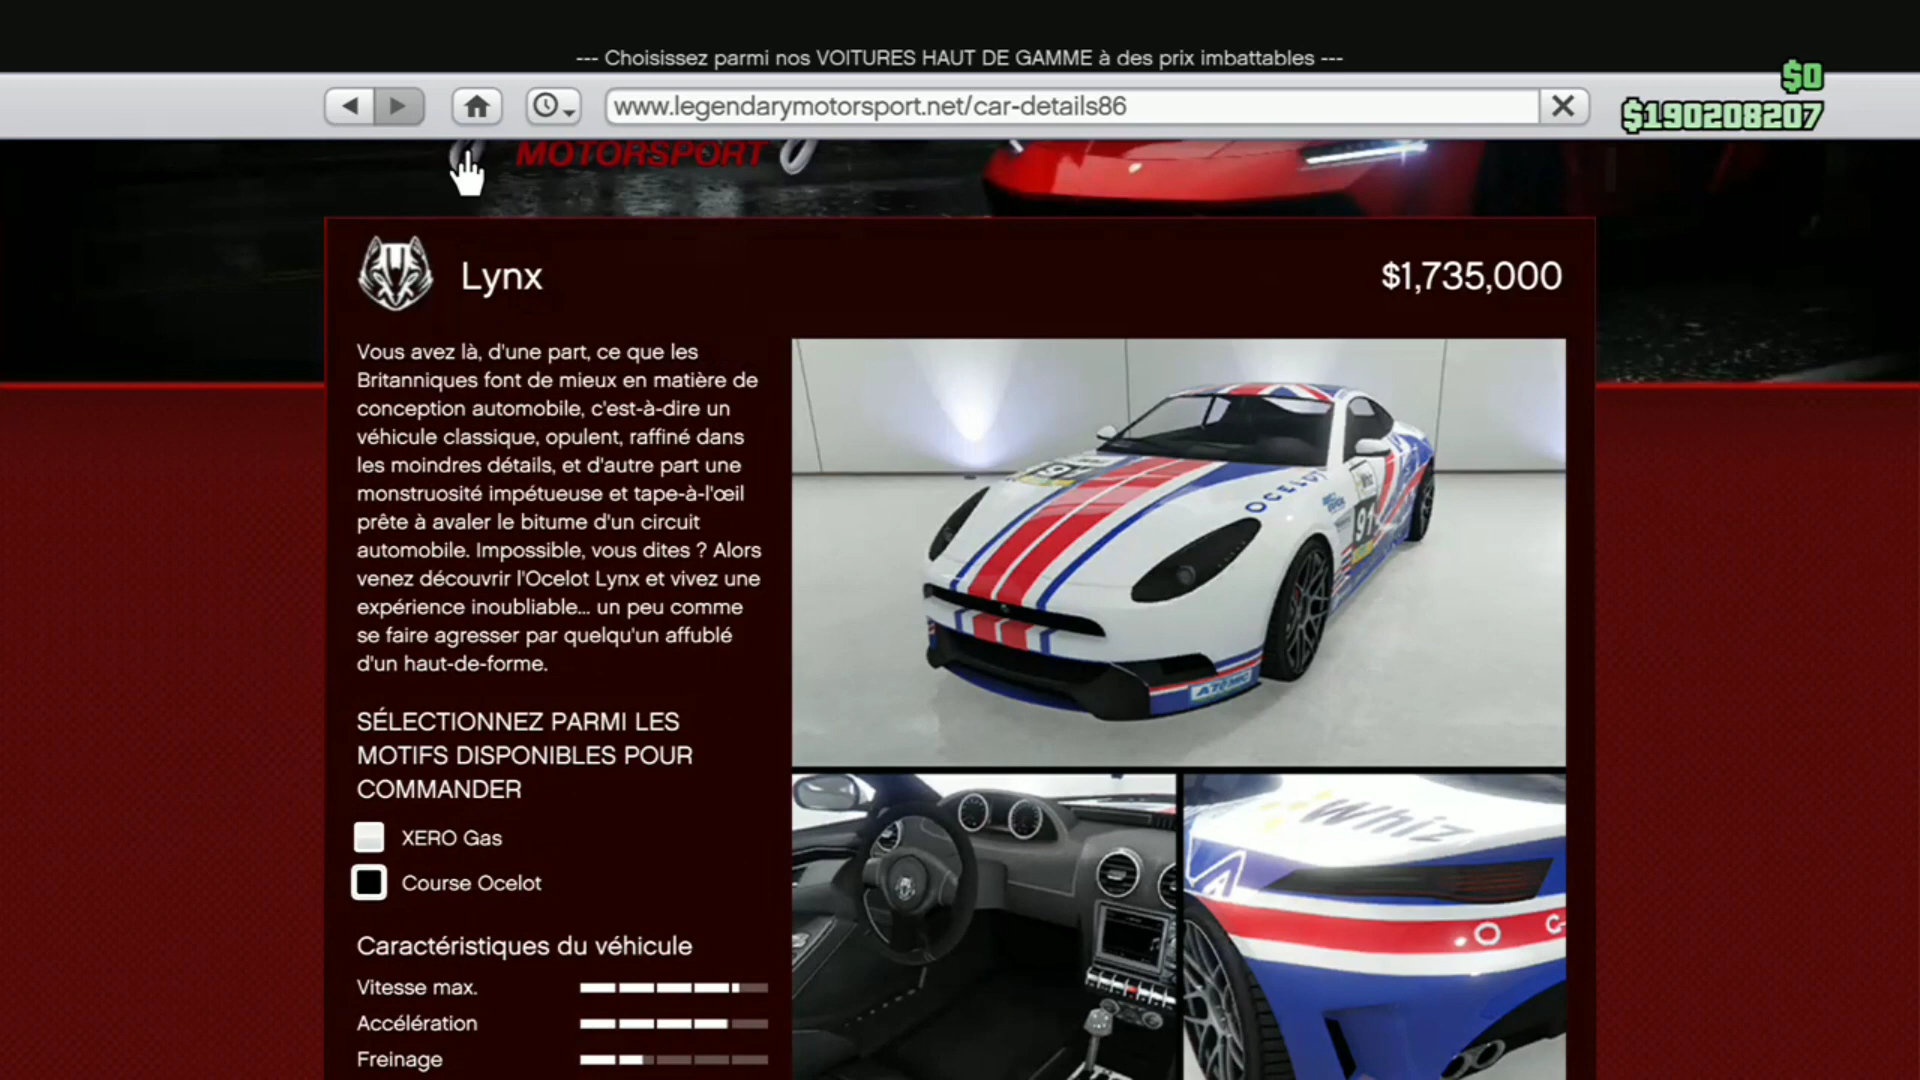 --- Choisissez parmi nos VOITURES HAUT DE GAMME à des prix imbattables ---
$0
www.legendarymotorsport.net/car-details86
$190208207
MOTORSPORT
Lynx
$1,735,000
Vous avez là, d'une part, ce que les
Britanniques font de mieux en matière de
conception automobile, c'est-à-dire un
véhicule classique, opulent, raffiné dans
les moindres détails, et d'autre part une
monstruosité impétueuse et tape-à-l'œil
prête à avaler le bitume d'un circuit
automobile. Impossible, vous dites ? Alors
venez découvrir l'Ocelot Lynx et vivez une
expérience inoubliable... un peu comme
se faire agresser par quelqu'un affublé
d'un haut-de-forme.
OCELOT
91
SÉLECTIONNEZ PARMI LES
MOTIFS DISPONIBLES POUR
COMMANDER
Whiz
XERO Gas
Course Ocelot
Caractéristiques du véhicule
Vitesse max.
Accélération
Freinage